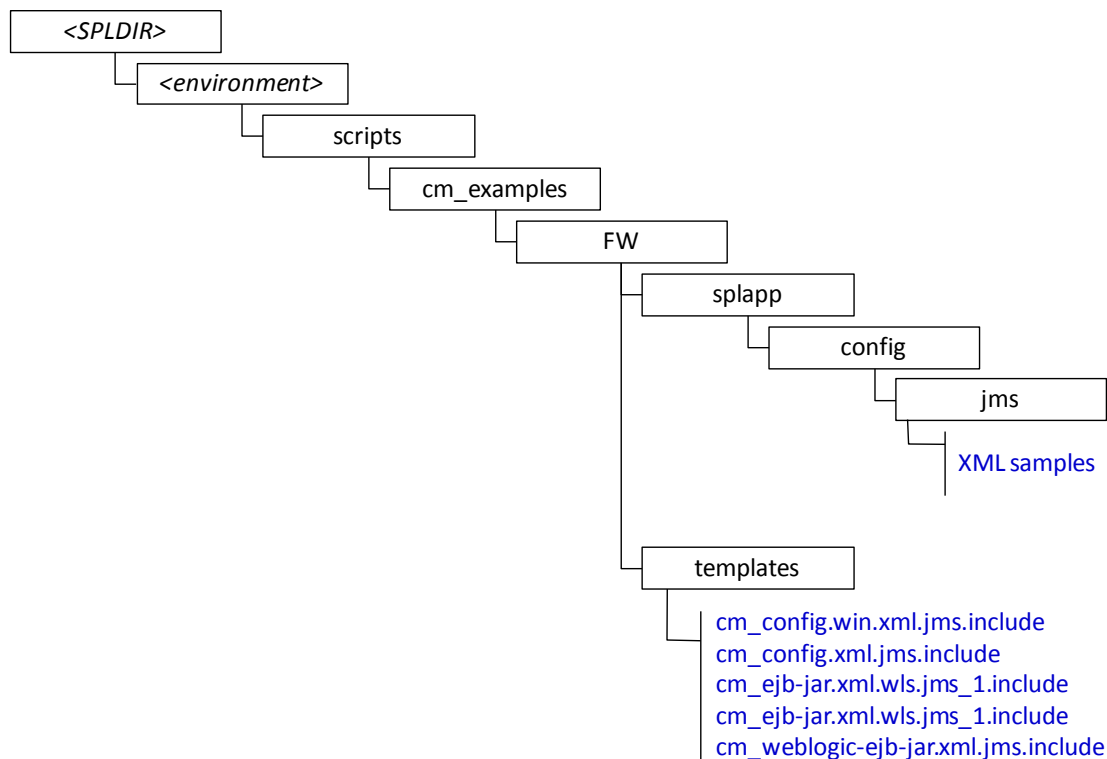 <SPLDIR>
<environment>
scripts
cm_examples
FW
splapp
config
jms
XML samples
templates
cm_config.win.xml.jms.include
cm_config.xml.jms.include
cm_ejb-jar.xml.wls.jms_1.include
cm_ejb-jar.xml.wls.jms_1.include
cm_weblogic-ejb-jar.xml.jms.include